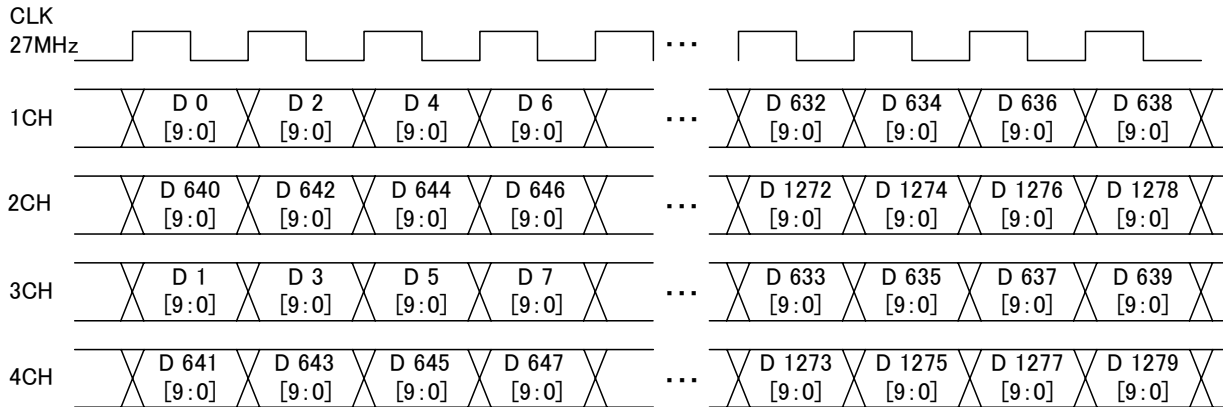 CLK
27MHz
...
1CH
D 0 D 2 D 4 D 6 ... D 632 D 634 D 636 D 638
[9:0] [9:0] [9:0] [9:0] [9:0] [9:0] [9:0] [9:0]
2CH
D 640 D 642 D 644 D 646 ... D 1272 D 1274 D 1276 D 1278
[9:0] [9:0] [9:0] [9:0] [9:0] [9:0] [9:0] [9:0]
3CH
D 1 D 3 D 5 D 7 ... D 633 D 635 D 637 D 639
[9:0] [9:0] [9:0] [9:0] [9:0] [9:0] [9:0] [9:0]
4CH
D 641 D 643 D 645 D 647 ... D 1273 D 1275 D 1277 D 1279
[9:0] [9:0] [9:0] [9:0] [9:0] [9:0] [9:0] [9:0]